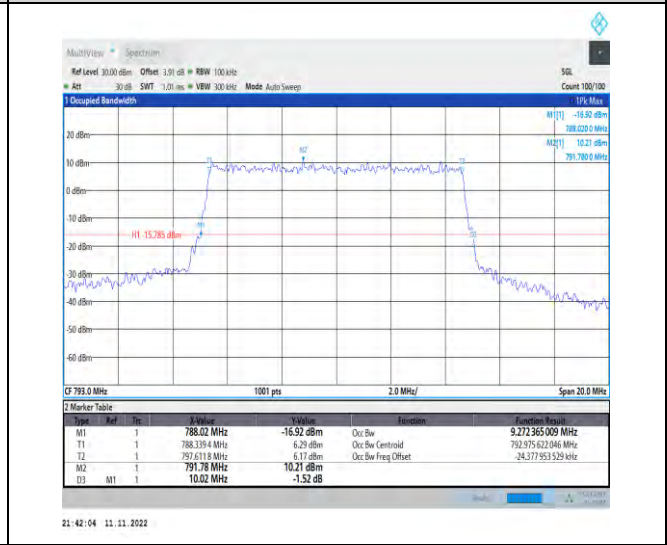 MultiView Spectrum
Ref Level 30.00 dBm Offset 3.91 dB RBW 100 kHz SGL
Att 30 dB SWT 1.01 ms VBW 300 kHz Mode Auto Sweep Count 100/100
1 Occupied Bandwidth 1Pk Max
M1[1] -16.92 dBm
788.020 0 MHz
M2[1] 10.21 dBm
791.780 0 MHz
20 dBm
M2
T1 T2
10 dBm
0 dBm
-10 dBm
M1
H1 -15.785 dBm D3
-20 dBm
-30 dBm
-40 dBm
-50 dBm
-60 dBm
CF 793.0 MHz 1001 pts 2.0 MHz/ Span 20.0 MHz
2 Marker Table
Type Ref Trc X-Value Y-Value Function Function Result
M1 1 788.02 MHz -16.92 dBm Occ Bw 9.272 365 009 MHz
T1 1 788.339 4 MHz 6.29 dBm Occ Bw Centroid 792.975 622 046 MHz
T2 1 797.611 8 MHz 6.17 dBm Occ Bw Freq Offset -24.377 953 529 kHz
M2 1 791.78 MHz 10.21 dBm
D3 M1 1 10.02 MHz -1.52 dB
21:42:04 11.11.2022